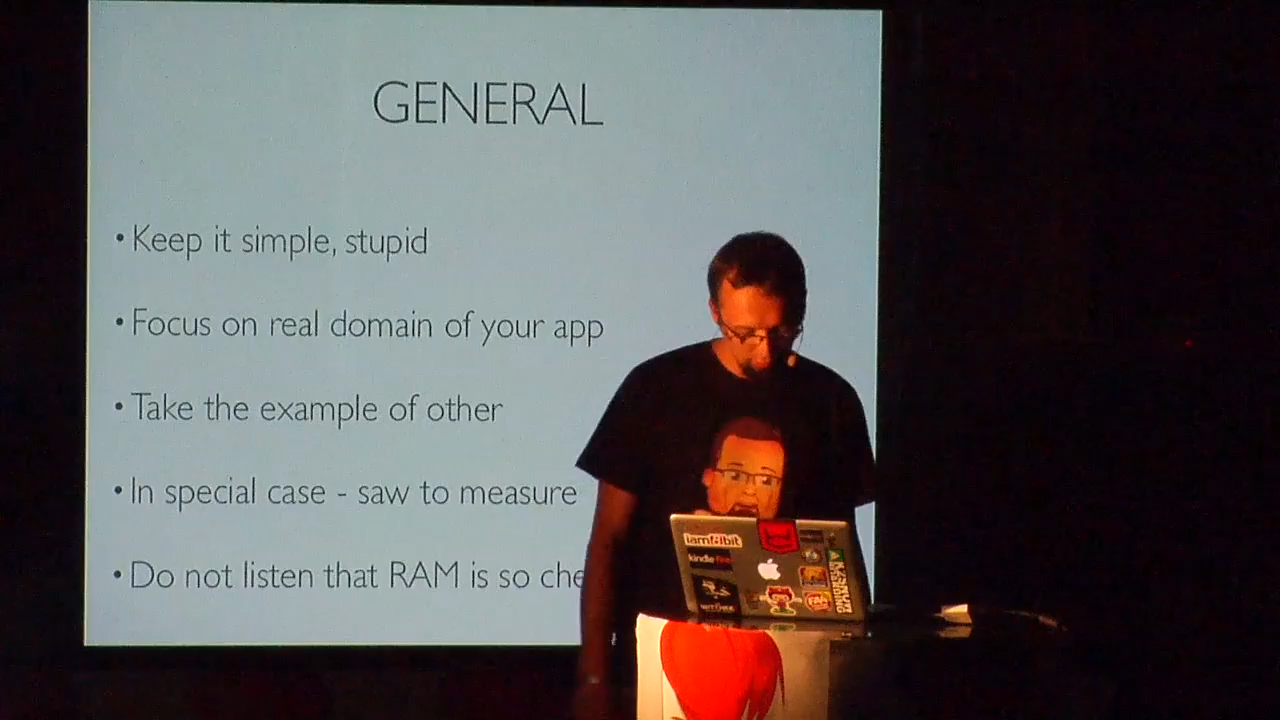 GENERAL
• Keep it simple, stupid
• Focus on real domain of your app
• Take the example of other
• In special case - saw to measure
• Do not listen that RAM is so che
iam8bit
kindle fire